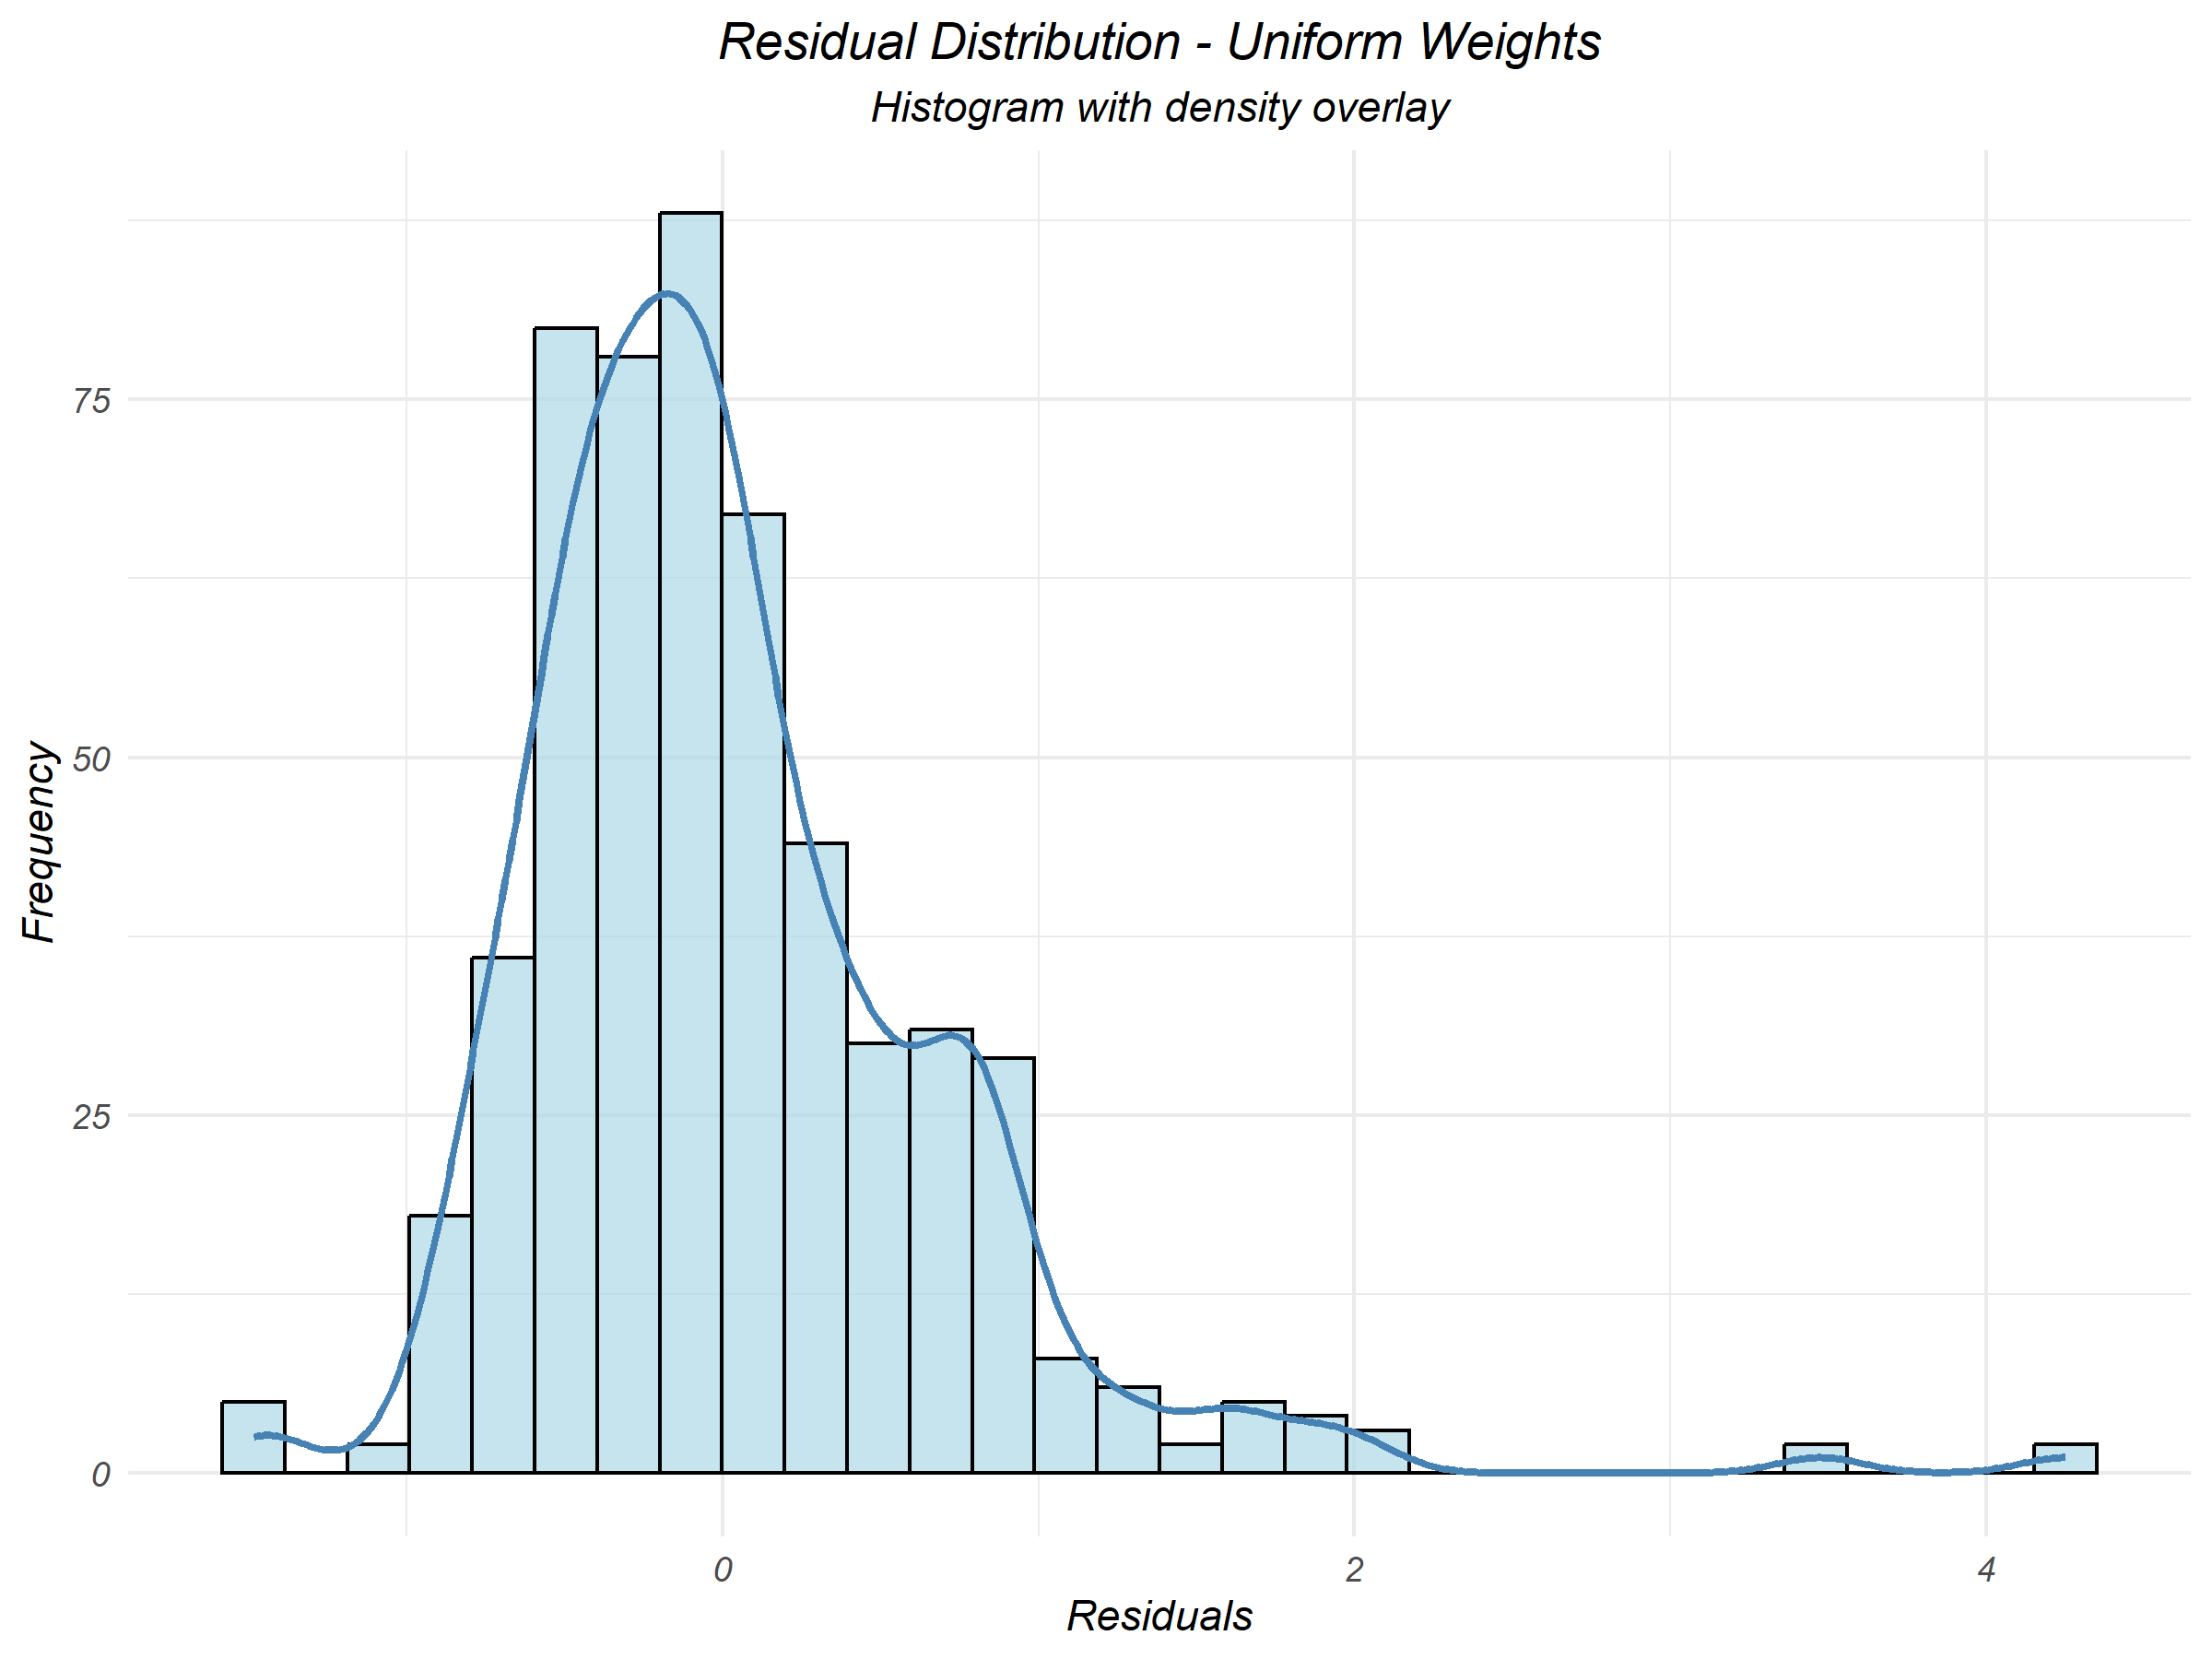 Residual Distribution - Uniform Weights
Histogram with density overlay
75
50
25
0
Frequency
0 2 4
Residuals